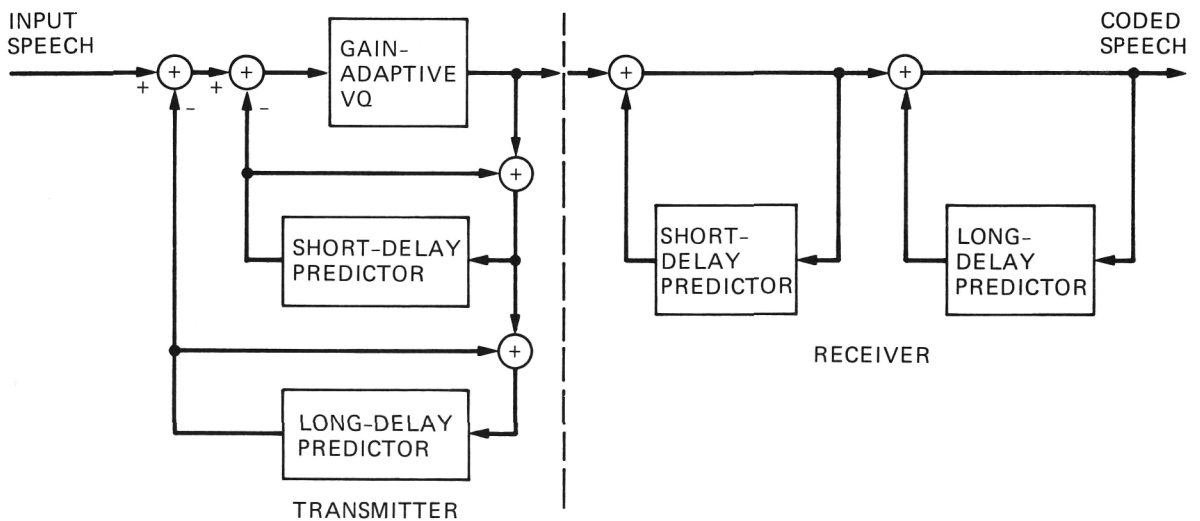 INPUT
SPEECH
GAIN-
ADAPTIVE
VQ
CODED
SPEECH
+
+
+
+
+
+
-
-
+
SHORT-DELAY
PREDICTOR
SHORT-
DELAY
PREDICTOR
LONG-
DELAY
PREDICTOR
+
RECEIVER
LONG-DELAY
PREDICTOR
TRANSMITTER